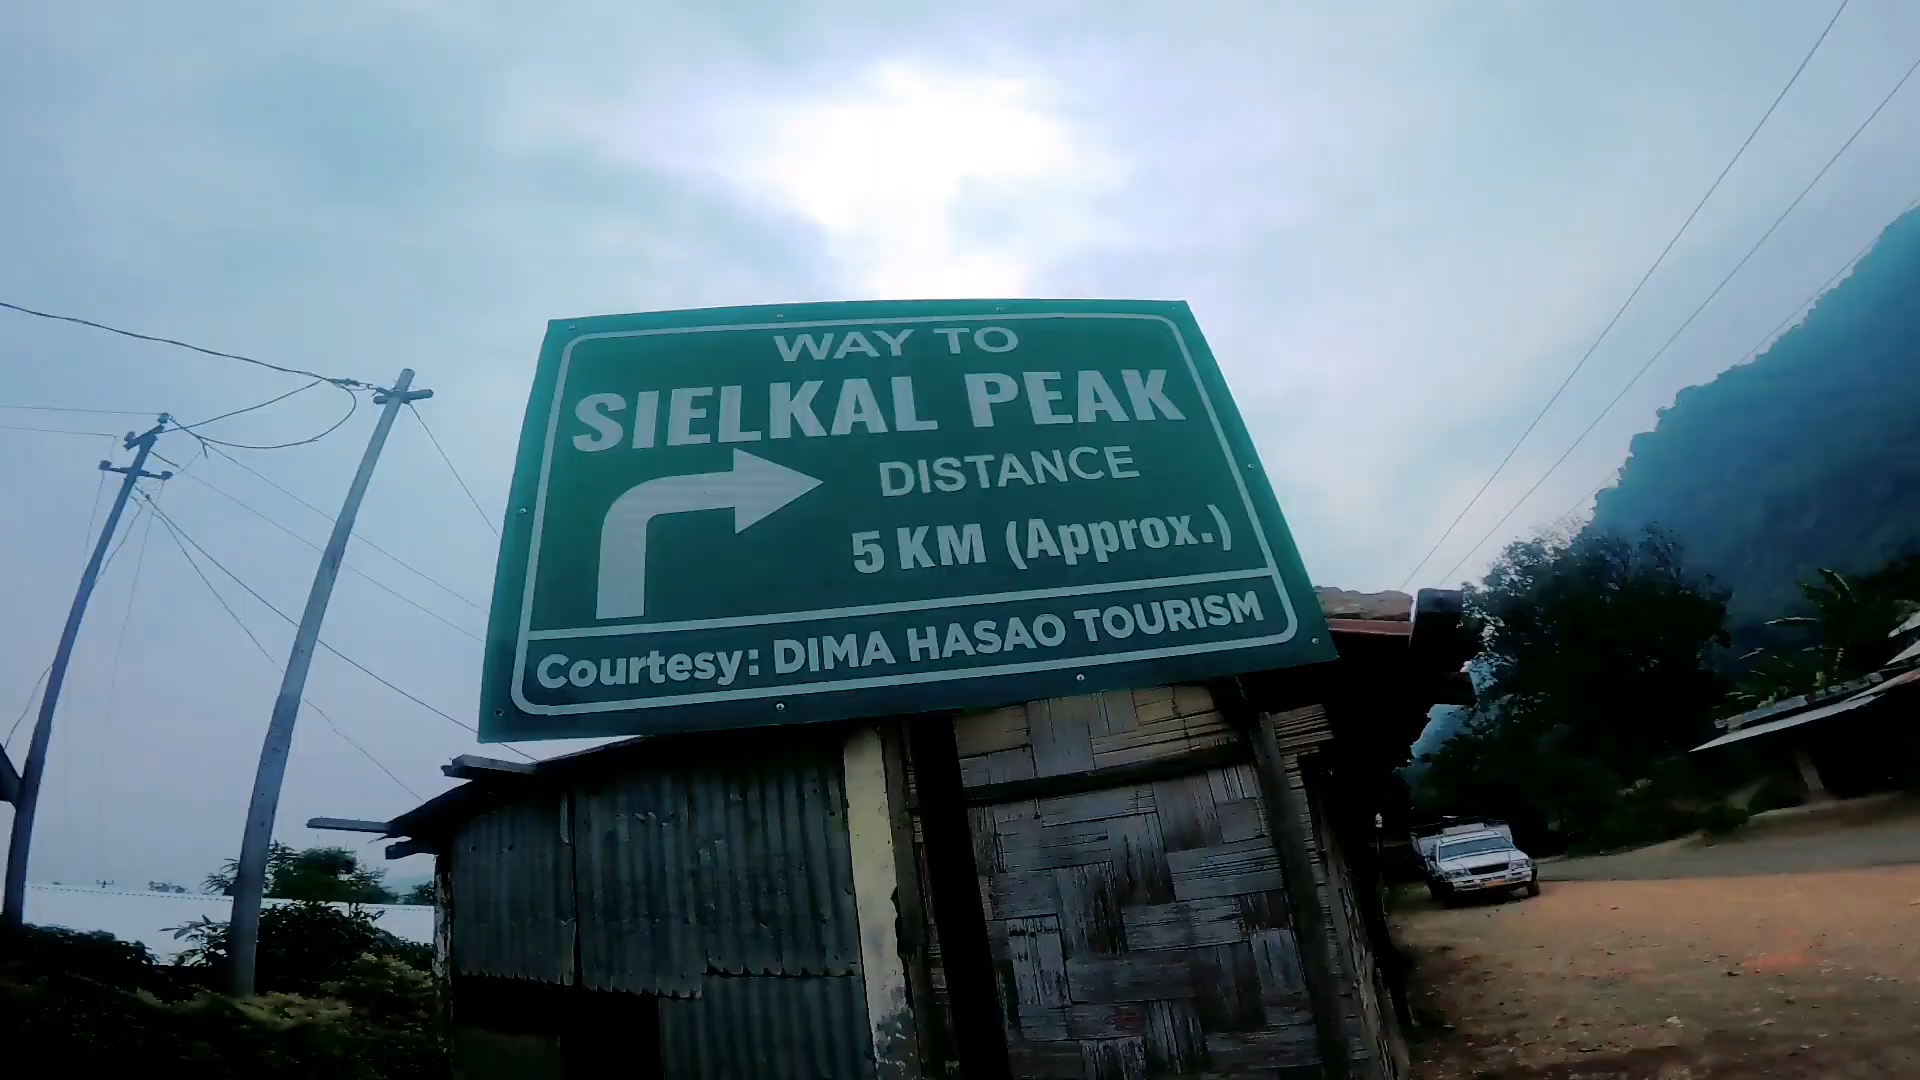 WAY TO
SIELKAL PEAK
DISTANCE
5 KM (Approx.)
Courtesy: DIMA HASAO TOURISM